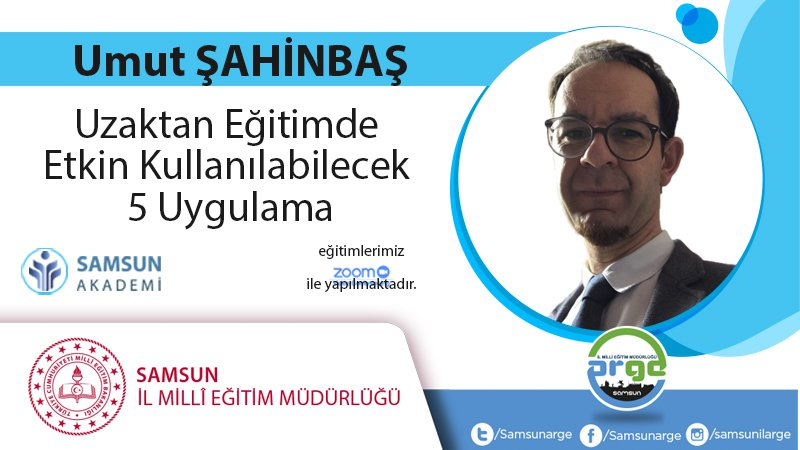 Umut ŞAHİNBAŞ
Uzaktan Eğitimde
Etkin Kullanılabilecek
5 Uygulama
SAMSUN
AKADEMİ
eğitimlerimiz
zoom
ile yapılmaktadır.
TÜRKİYE CUMHURİYETİ MİLLÎ EĞİTİM BAKANLIĞI
SAMSUN
İL MİLLÎ EĞİTİM MÜDÜRLÜĞÜ
İL MİLLİ EĞİTİM MÜDÜRLÜĞÜ
arge
samsun
/Samsunarge
/Samsunarge
/samsunilarge